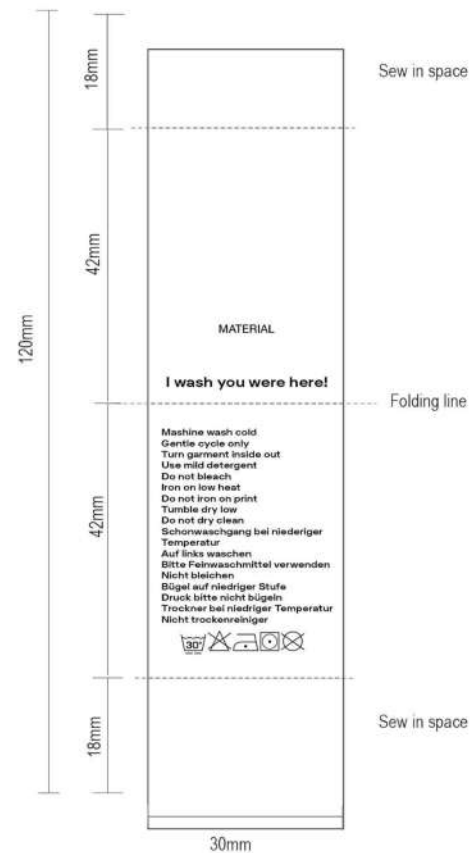 18mm
Sew in space
42mm
120mm
MATERIAL
I wash you were here!
Folding line
Mashine wash cold
Gentle cycle only
Turn garment inside out
Use mild detergent
Do not bleach
Iron on low heat
Do not iron on print
Tumble dry low
Do not dry clean
Schonwaschgang bei niederiger
Temperatur
Auf links waschen
Bitte Feinwaschmittel verwenden
Nicht bleichen
Bügel auf niedriger Stufe
Druck bitte nicht bügeln
Trockner bei niedriger Temperatur
Nicht trockenreiniger
42mm
30°
18mm
Sew in space
30mm